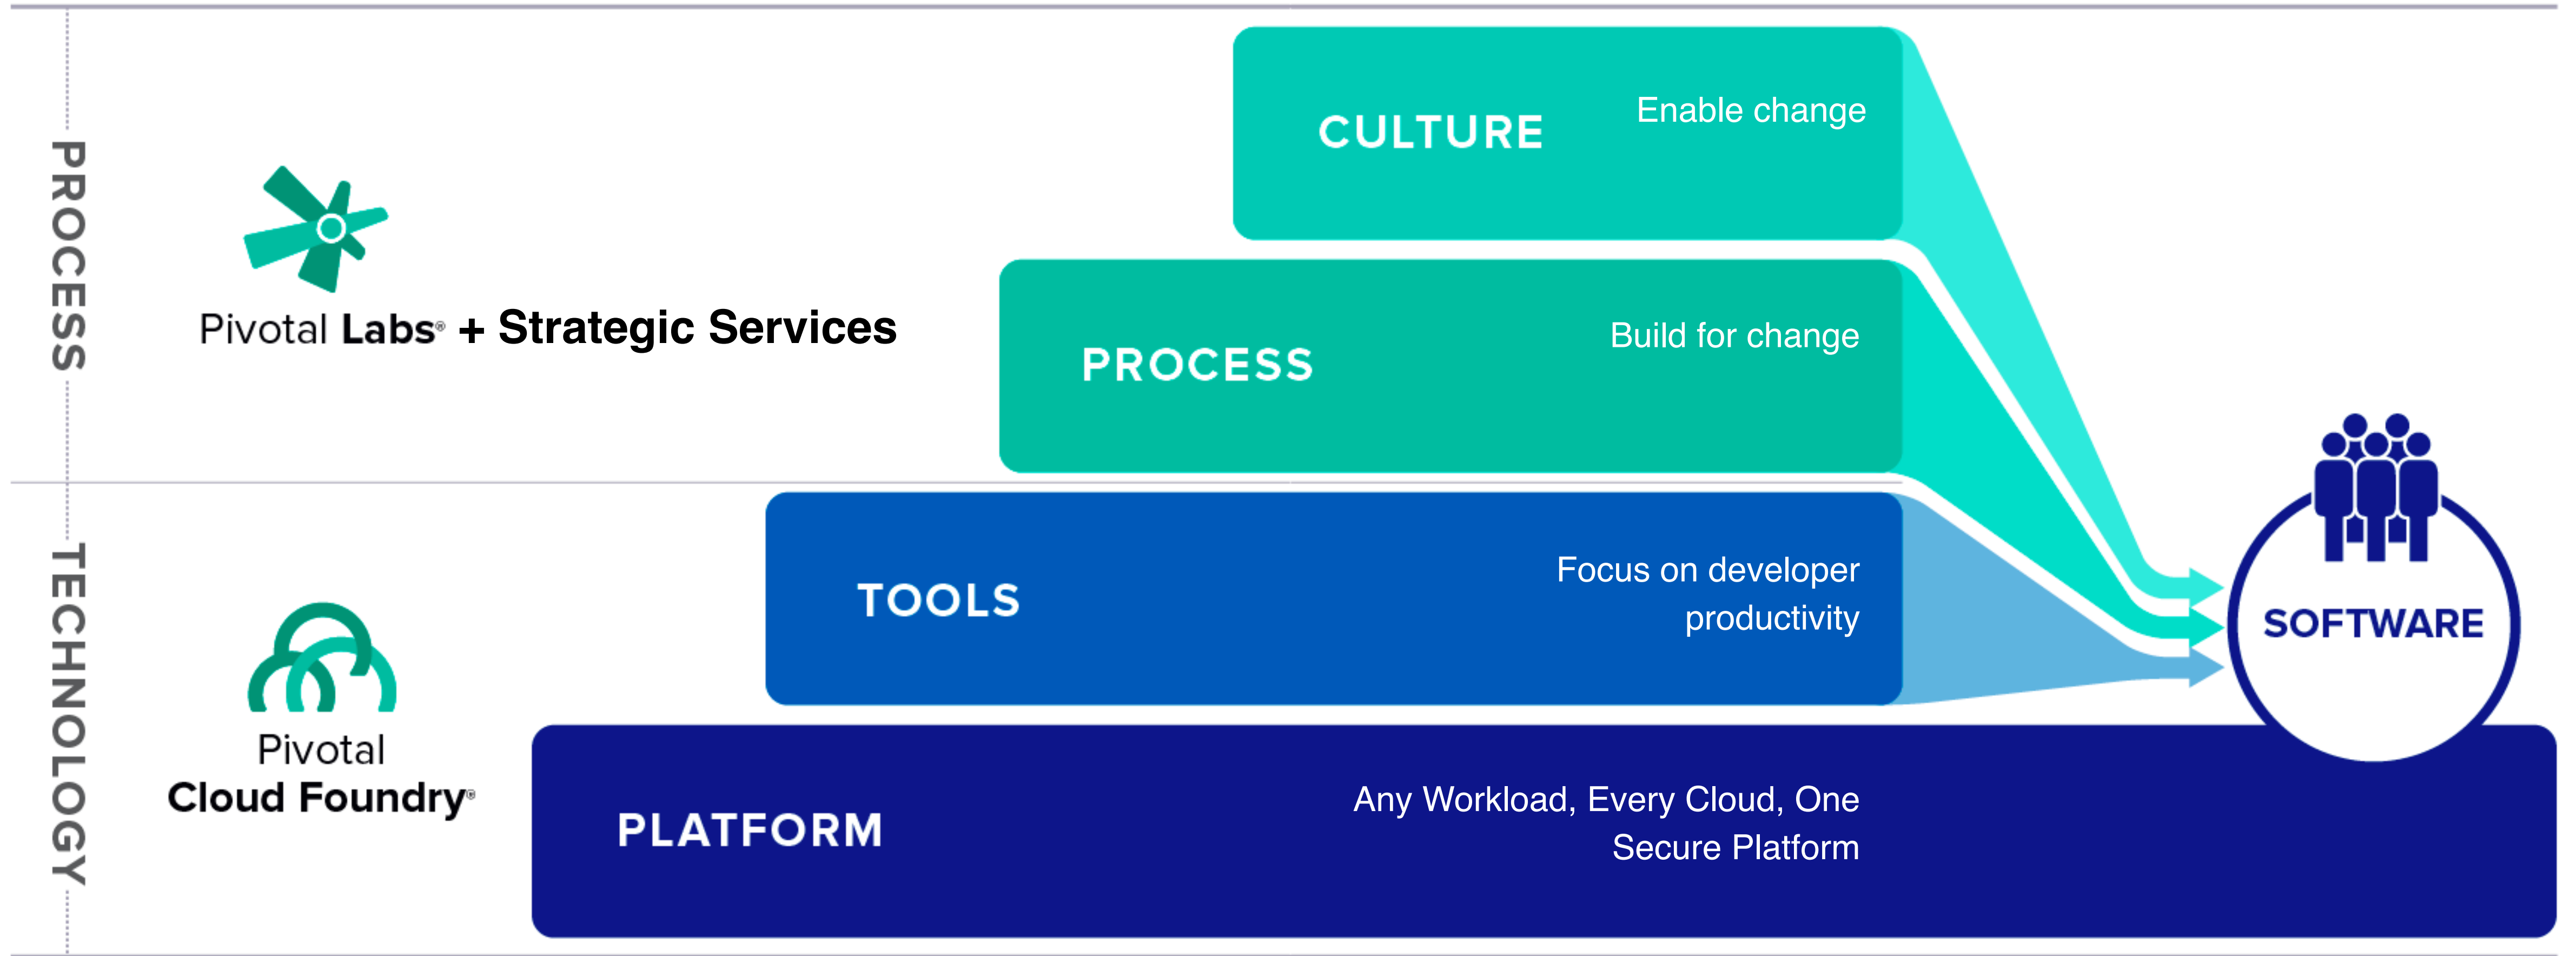 PROCESS
Pivotal Labs® + Strategic Services
CULTURE
Enable change
PROCESS
Build for change
TECHNOLOGY
Pivotal
Cloud Foundry®
TOOLS
Focus on developer
productivity
PLATFORM
Any Workload, Every Cloud, One
Secure Platform
SOFTWARE